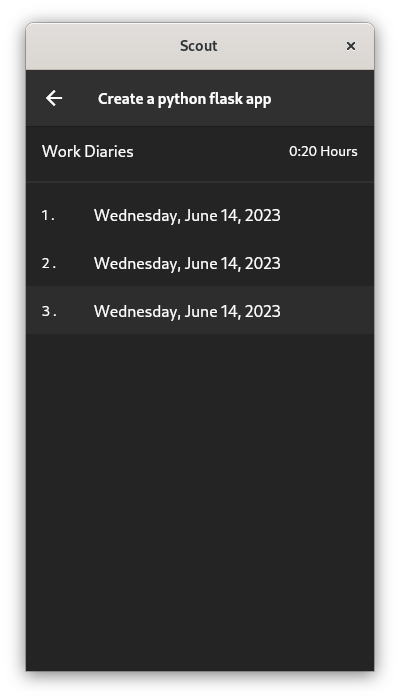 Scout
Create a python flask app
Work Diaries 0:20 Hours
1. Wednesday, June 14, 2023
2. Wednesday, June 14, 2023
3. Wednesday, June 14, 2023